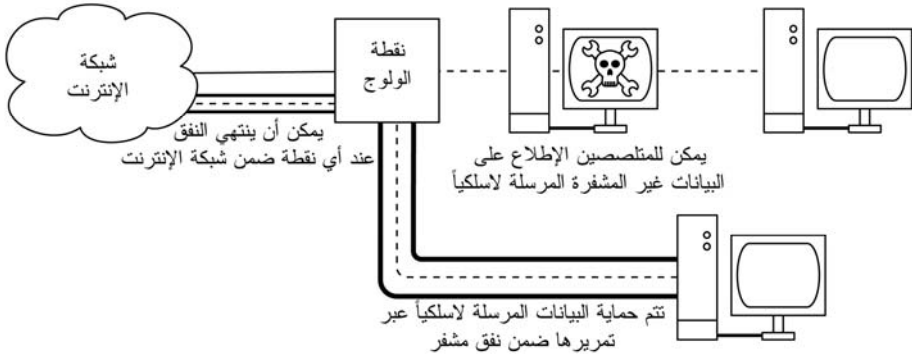 شبكة
الإنترنت
نقطة
الولوج
يمكن أن ينتهي النفق
عند أي نقطة ضمن شبكة الإنترنت
يمكن للمتلصصين الإطلاع على
البيانات غير المشفرة المرسلة لاسلكياً
تتم حماية البيانات المرسلة لاسلكياً عبر
تمريرها ضمن نفق مشفر